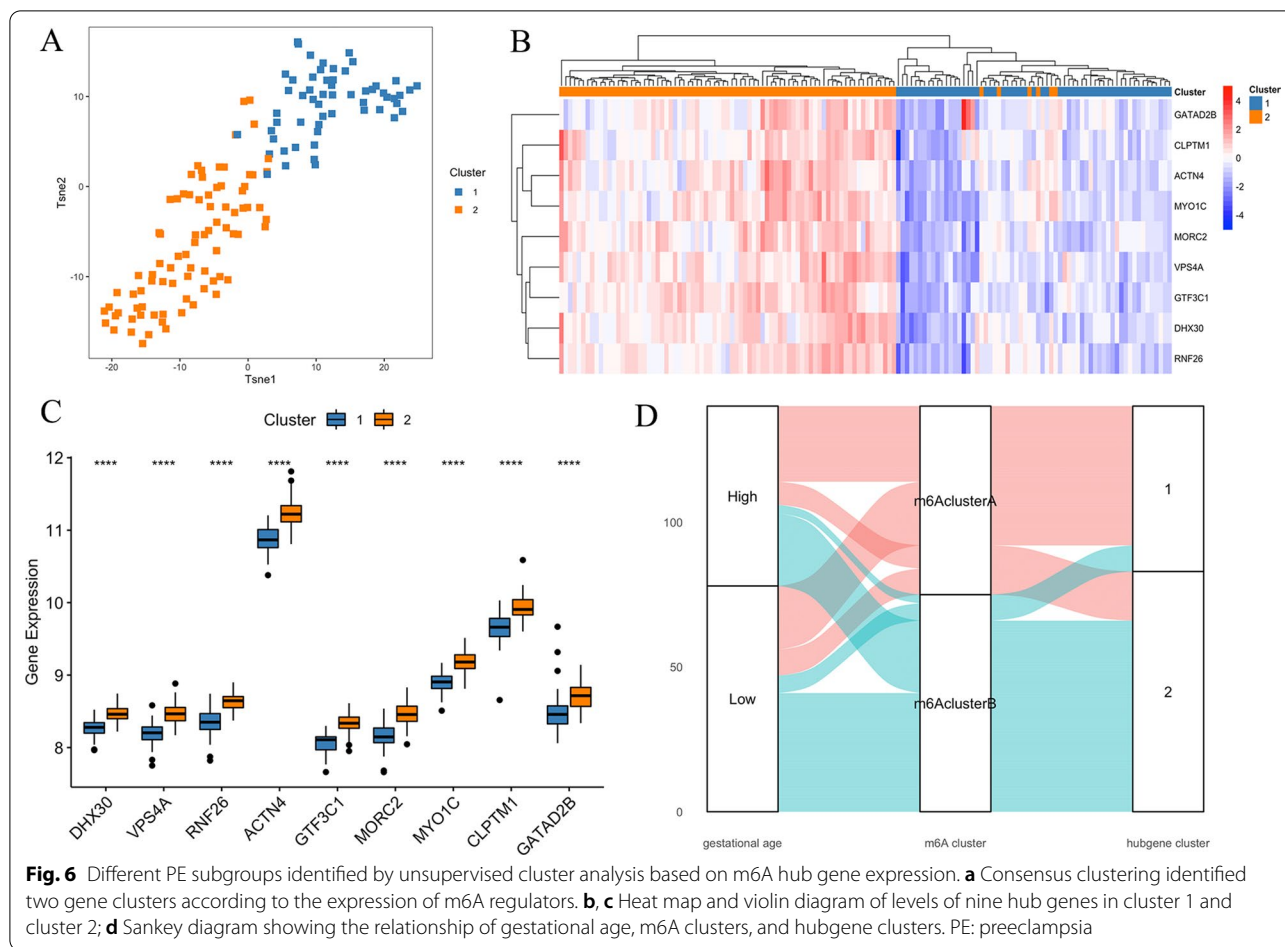 A
Tsne2
10
0
-10
-20
-10
0
10
20
Tsne1
Cluster
1
2
B
Cluster
GATAD2B
CLPTM1
ACTN4
MYO1C
MORC2
VPS4A
GTF3C1
DHX30
RNF26
4
2
0
-2
-4
Cluster
1
2
C
Cluster 1 2
Gene Expression
12
11
10
9
8
**** **** **** **** **** **** **** **** ****
DHX30 VPS4A RNF26 ACTN4 GTF3C1 MORC2 MYO1C CLPTM1 GATAD2B
D
100
50
0
High
Low
m6AclusterA
m6AclusterB
1
2
gestational age m6A cluster hubgene cluster
Fig. 6 Different PE subgroups identified by unsupervised cluster analysis based on m6A hub gene expression. a Consensus clustering identified
two gene clusters according to the expression of m6A regulators. b, c Heat map and violin diagram of levels of nine hub genes in cluster 1 and
cluster 2; d Sankey diagram showing the relationship of gestational age, m6A clusters, and hubgene clusters. PE: preeclampsia